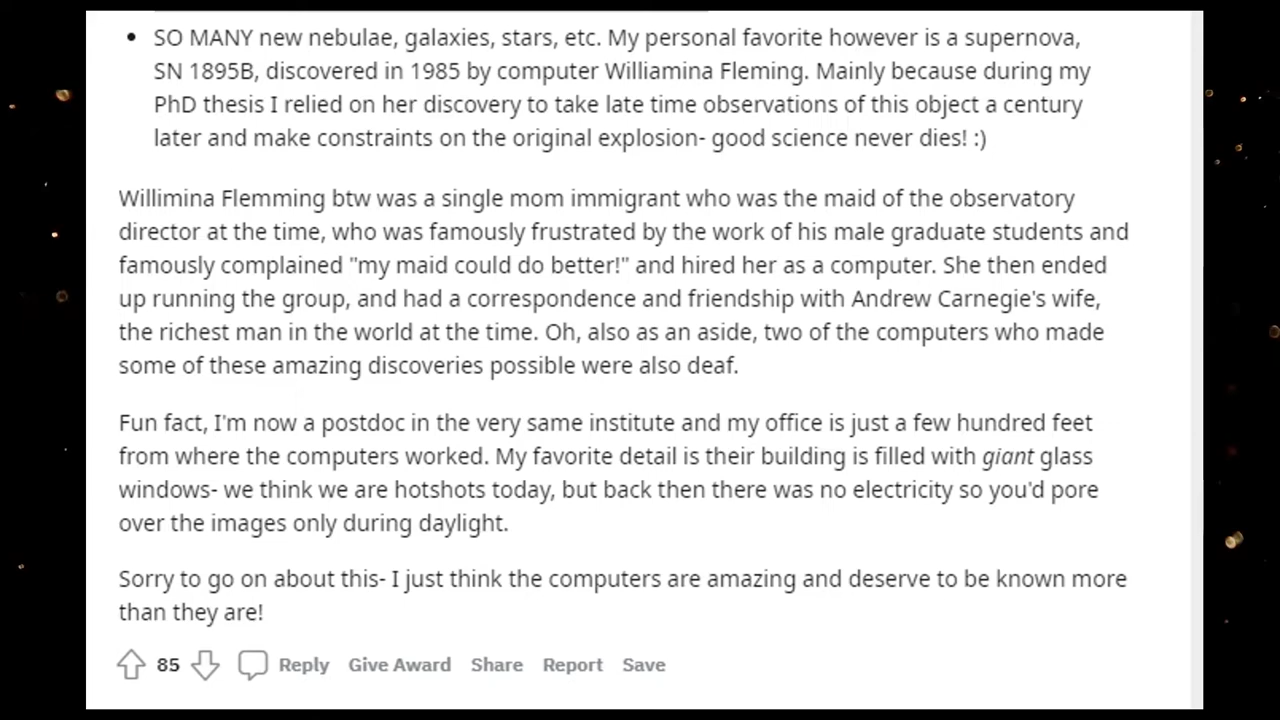 • SO MANY new nebulae, galaxies, stars, etc. My personal favorite however is a supernova,
SN 1895B, discovered in 1985 by computer Williamina Fleming. Mainly because during my
PhD thesis I relied on her discovery to take late time observations of this object a century
later and make constraints on the original explosion- good science never dies! :)
Willimina Flemming btw was a single mom immigrant who was the maid of the observatory
director at the time, who was famously frustrated by the work of his male graduate students and
famously complained "my maid could do better!" and hired her as a computer. She then ended
up running the group, and had a correspondence and friendship with Andrew Carnegie's wife,
the richest man in the world at the time. Oh, also as an aside, two of the computers who made
some of these amazing discoveries possible were also deaf.
Fun fact, I'm now a postdoc in the very same institute and my office is just a few hundred feet
from where the computers worked. My favorite detail is their building is filled with giant glass
windows- we think we are hotshots today, but back then there was no electricity so you'd pore
over the images only during daylight.
Sorry to go on about this- I just think the computers are amazing and deserve to be known more
than they are!
85 Reply Give Award Share Report Save